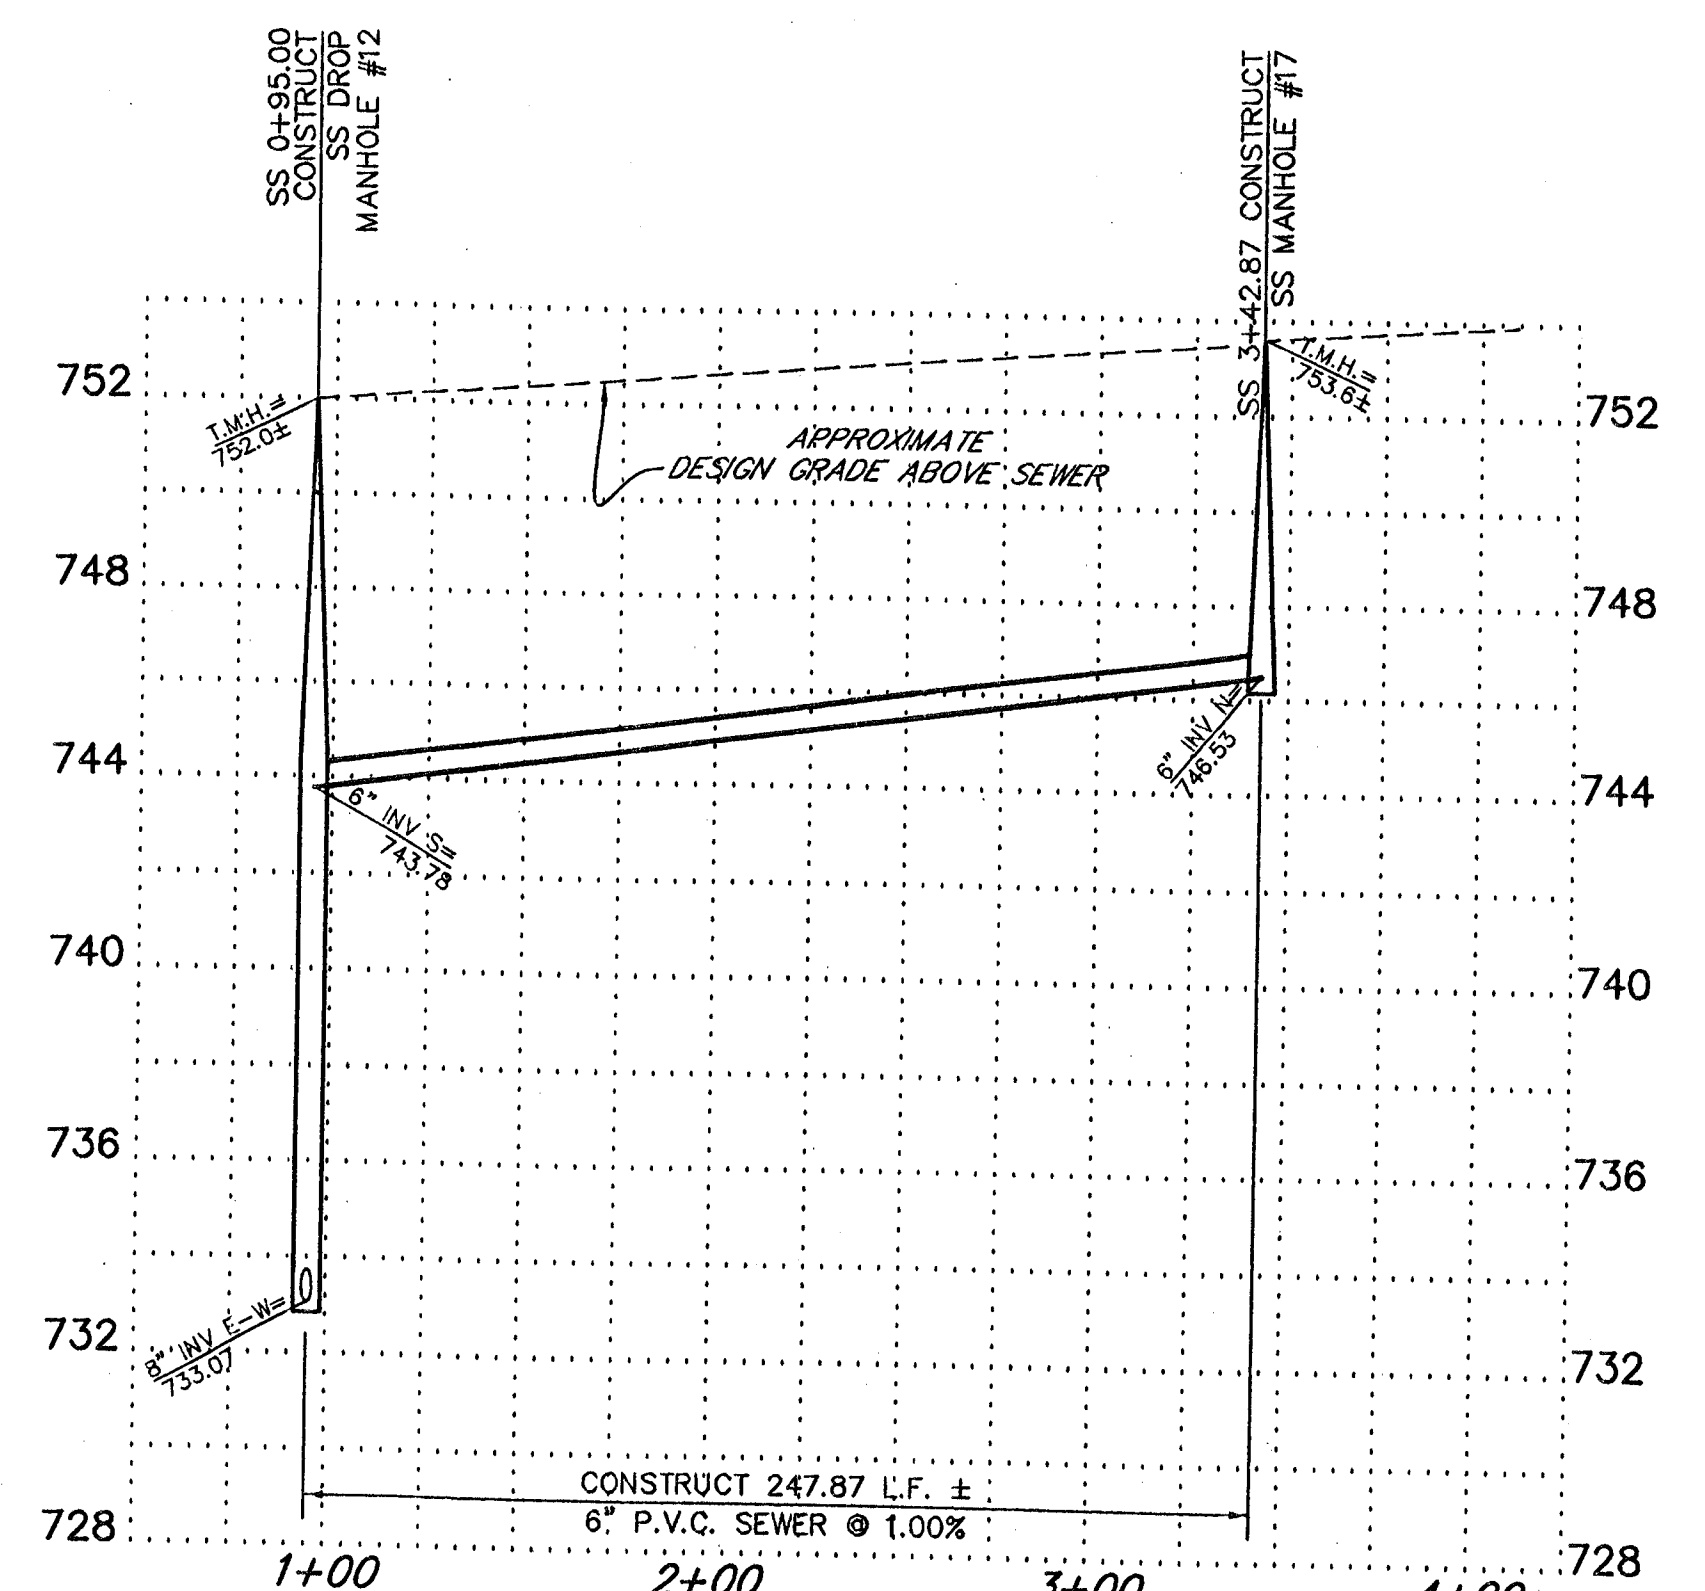 SS 0+95.00
CONSTRUCT
SS DROP
MANHOLE #12
SS 3+42.87 CONSTRUCT
SS MANHOLE #17
752
T.M.H.=
752.0±
T.M.H.=
753.6±
752
APPROXIMATE
DESIGN GRADE ABOVE SEWER
748
748
744
6" INV S=
743.78
6" INV N=
746.53
744
740
740
736
736
732
8" INV E-W=
733.07
732
CONSTRUCT 247.87 L.F. ±
6" P.V.C. SEWER @ 1.00%
728
728
1+00
2+00
3+00
4+00